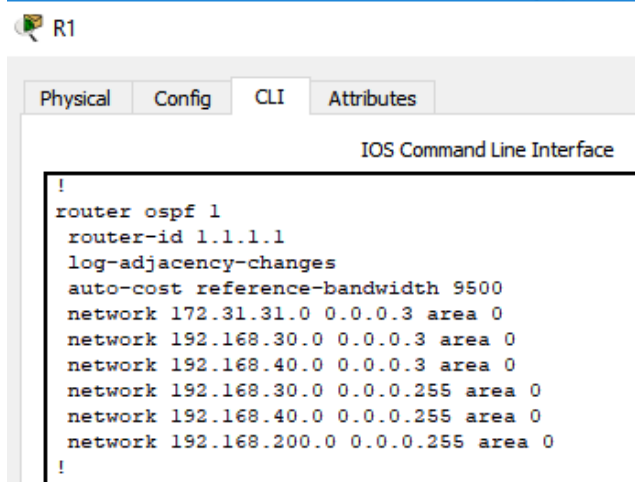 R1
Physical Config CLI Attributes
IOS Command Line Interface
!
router ospf 1
 router-id 1.1.1.1
 log-adjacency-changes
 auto-cost reference-bandwidth 9500
 network 172.31.31.0 0.0.0.3 area 0
 network 192.168.30.0 0.0.0.3 area 0
 network 192.168.40.0 0.0.0.3 area 0
 network 192.168.30.0 0.0.0.255 area 0
 network 192.168.40.0 0.0.0.255 area 0
 network 192.168.200.0 0.0.0.255 area 0
!